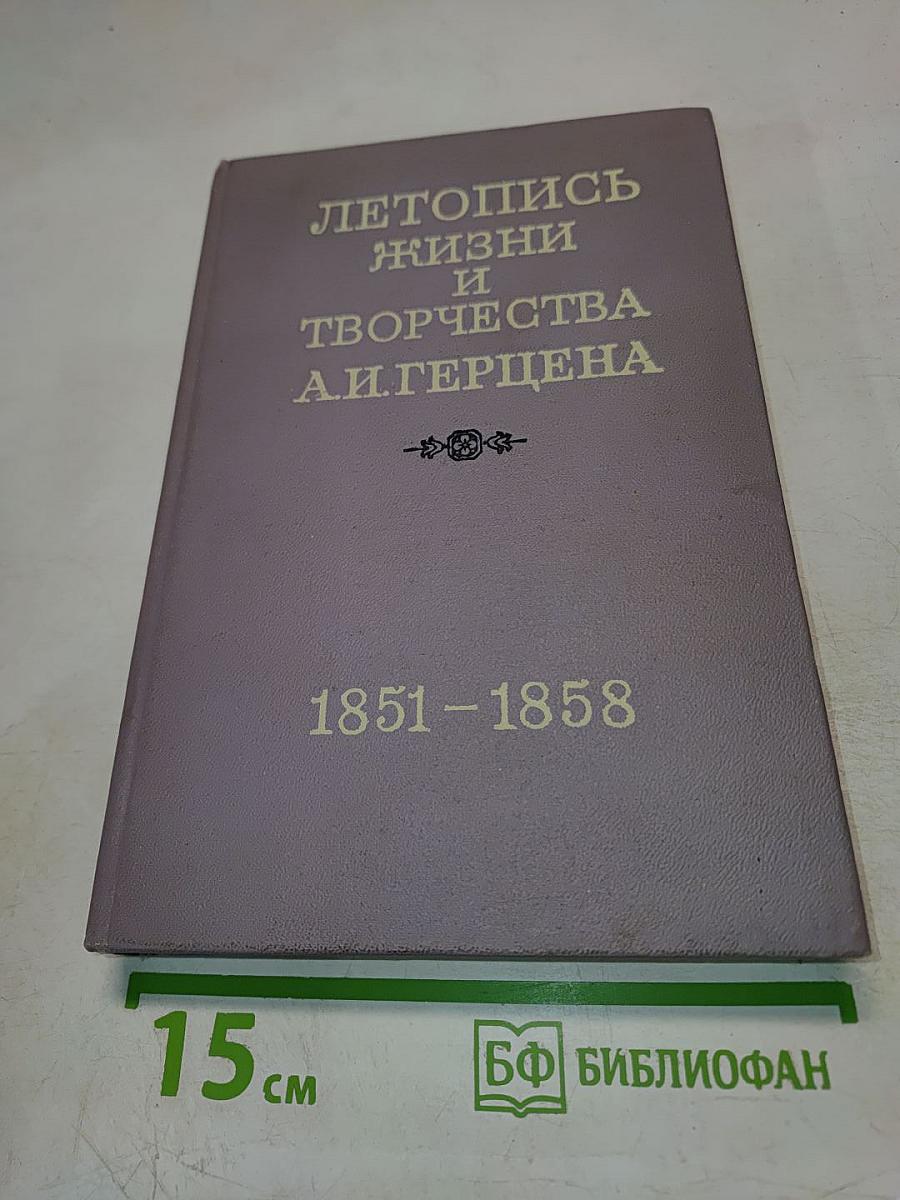 ЛЕТОПИСЬ
ЖИЗНИ
И
ТВОРЧЕСТВА
А.И.ГЕРЦЕНА
1851–1858
15 см
БФ БИБЛИОФАН